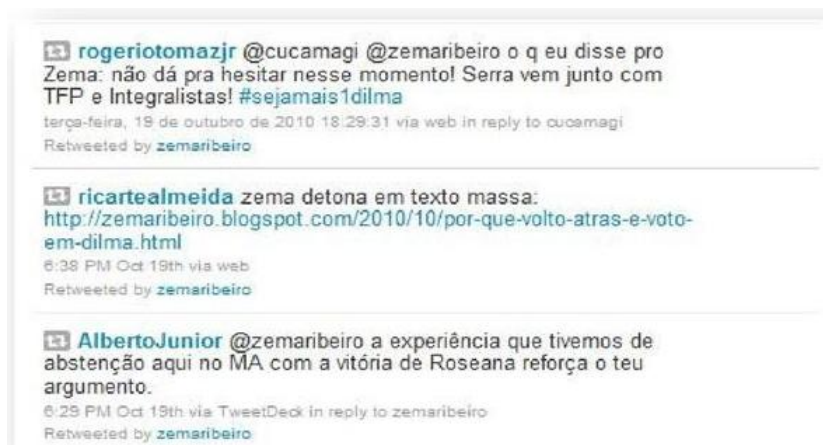 rogeriotomazjr @cucamagi @zemaribeiro o q eu disse pro
Zema: não dá pra hesitar nesse momento! Serra vem junto com
TFP e Integralistas! #sejamais1dilma
terça-feira, 19 de outubro de 2010 18:29:31 via web in reply to cucamagi
Retweeted by zemaribeiro
ricartealmeida zema detona em texto massa:
http://zemaribeiro.blogspot.com/2010/10/por-que-volto-atras-e-voto-
em-dilma.html
6:38 PM Oct 19th via web
Retweeted by zemaribeiro
AlbertoJunior @zemaribeiro a experiência que tivemos de
abstenção aqui no MA com a vitória de Roseana reforça o teu
argumento.
6:29 PM Oct 19th via TweetDeck in reply to zemaribeiro
Retweeted by zemaribeiro